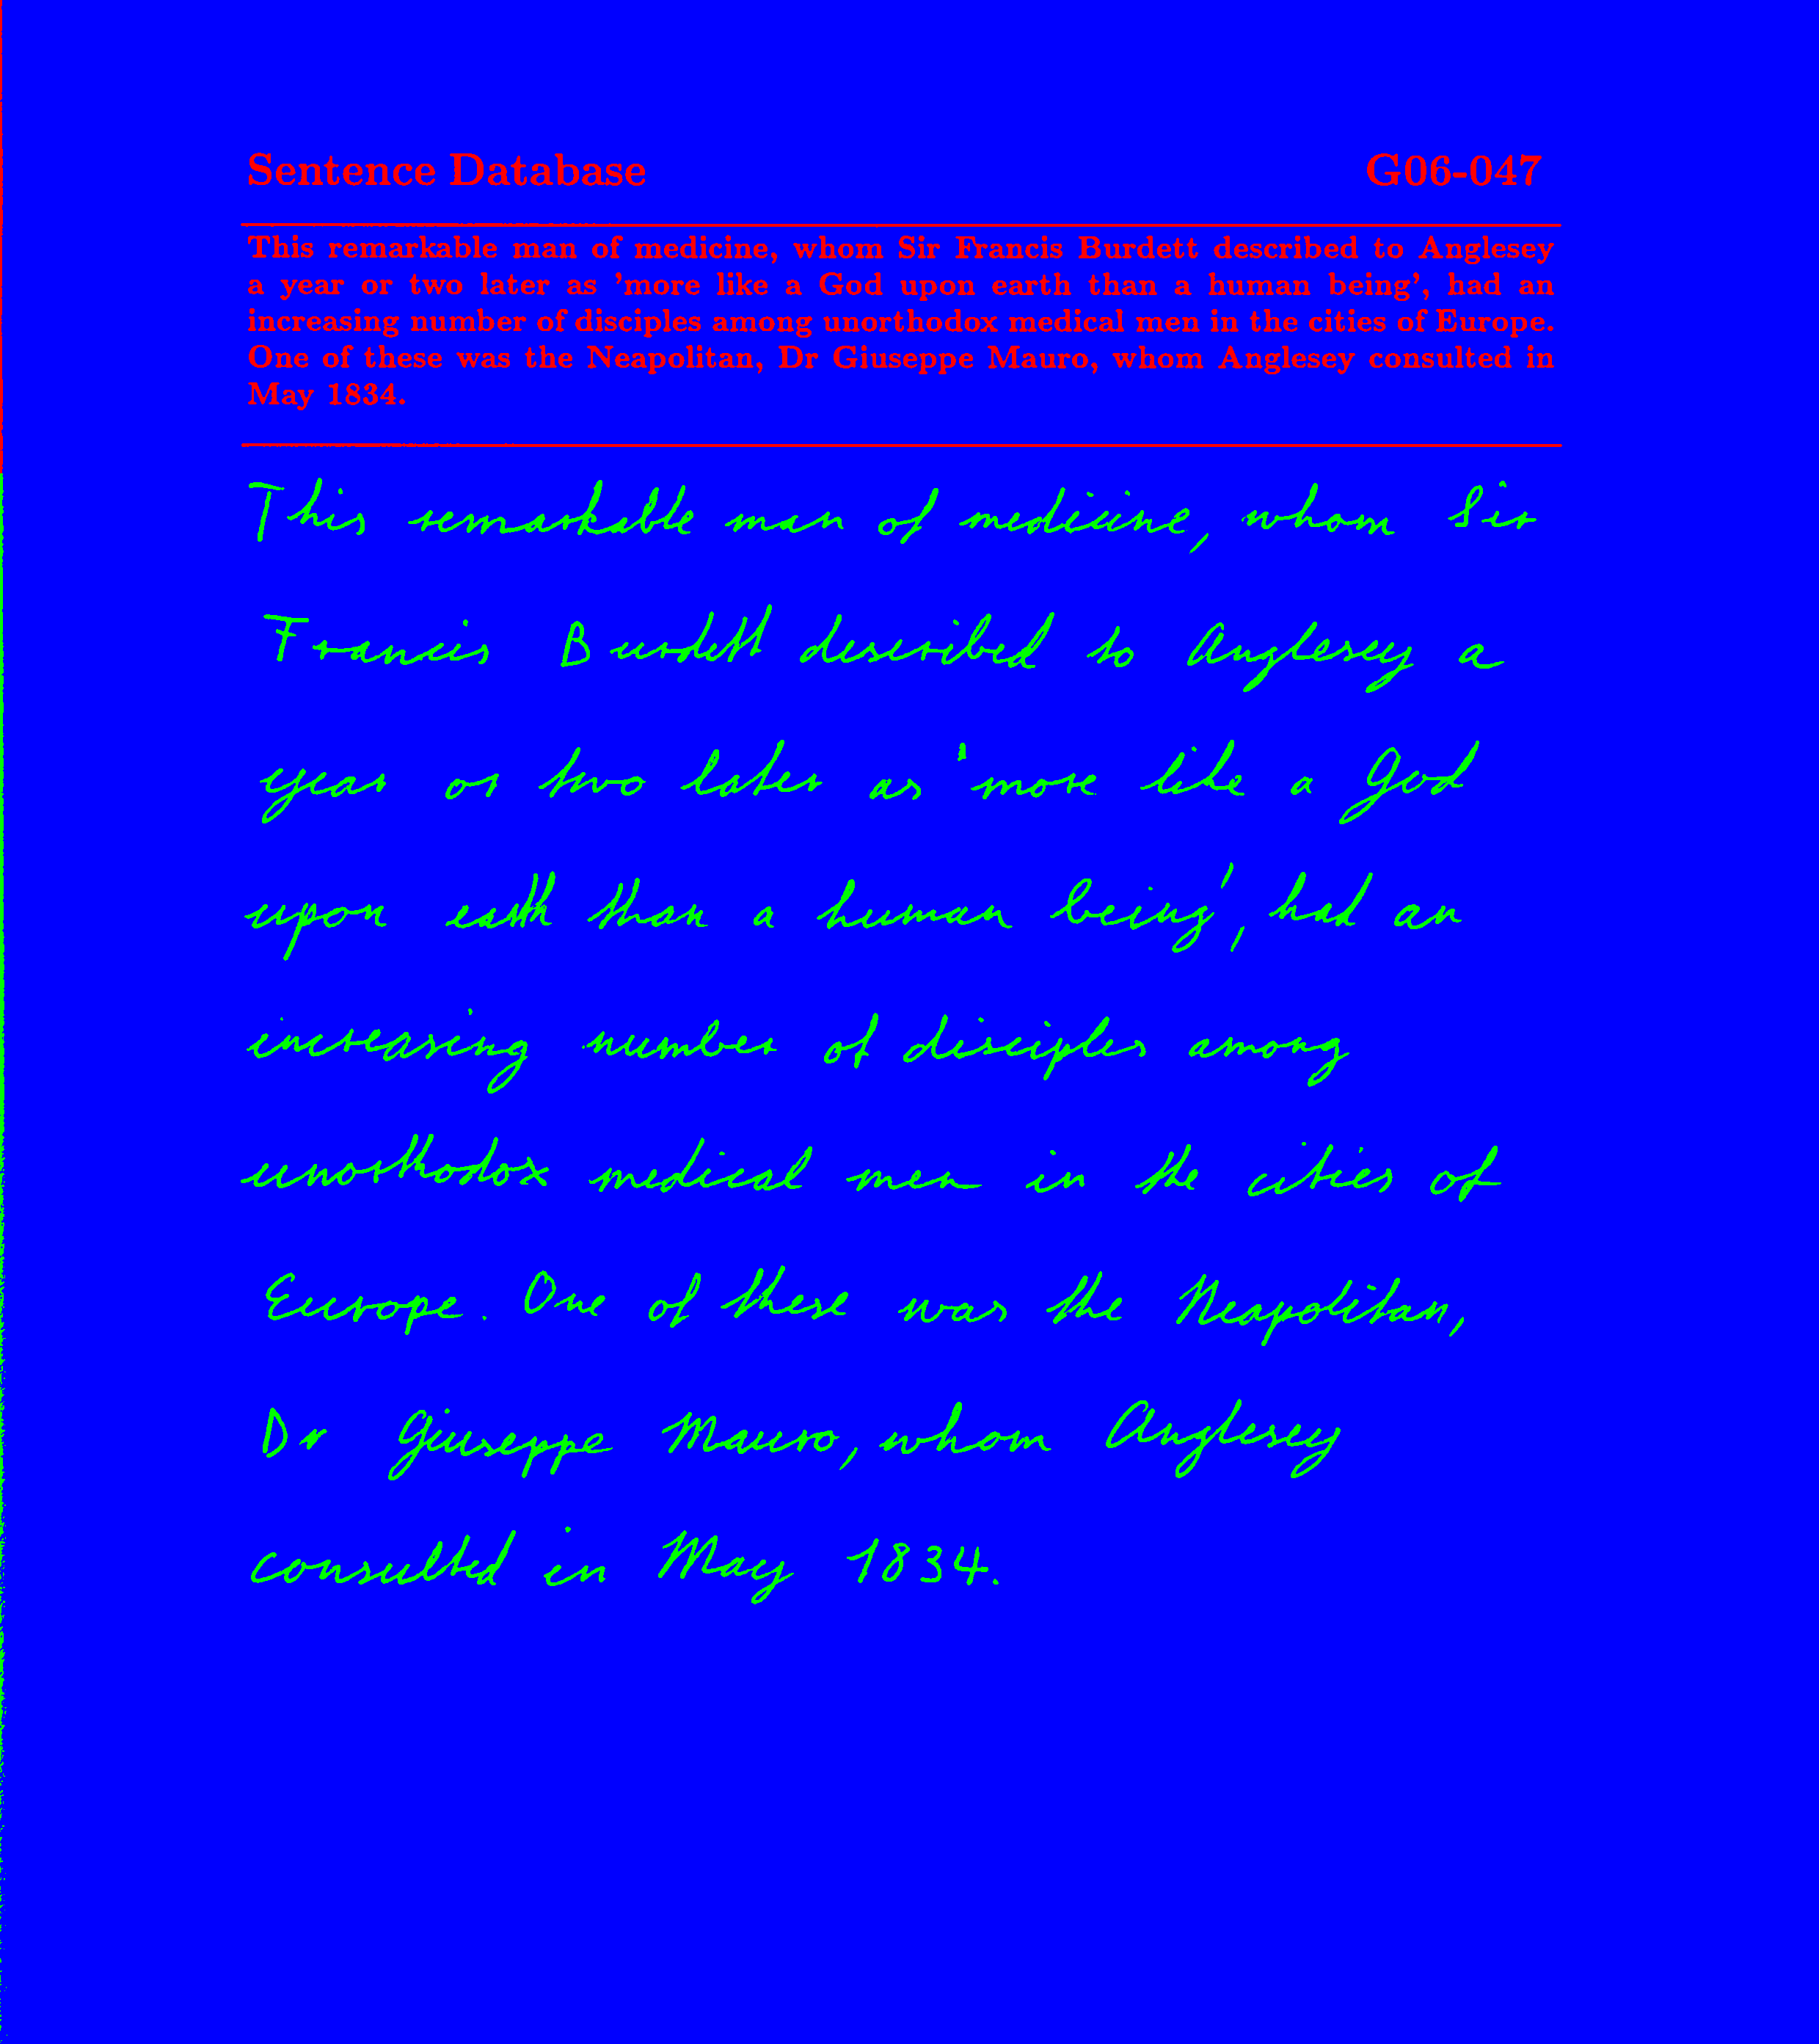 Sentence Database G06-047
This remarkable man of medicine, whom Sir Francis Burdett described to Anglesey
a year or two later as 'more like a God upon earth than a human being', had an
increasing number of disciples among unorthodox medical men in the cities of Europe.
One of these was the Neapolitan, Dr Giuseppe Mauro, whom Anglesey consulted in
May 1834.
This remarkable man of medicine, whom Sir
Francis Burdett described to Anglesey a
year or two later as 'more like a God
upon earth than a human being', had an
increasing number of disciples among
unorthodox medical men in the cities of
Europe. One of these was the Neapolitan,
Dr Giuseppe Mauro, whom Anglesey
consulted in May 1834.